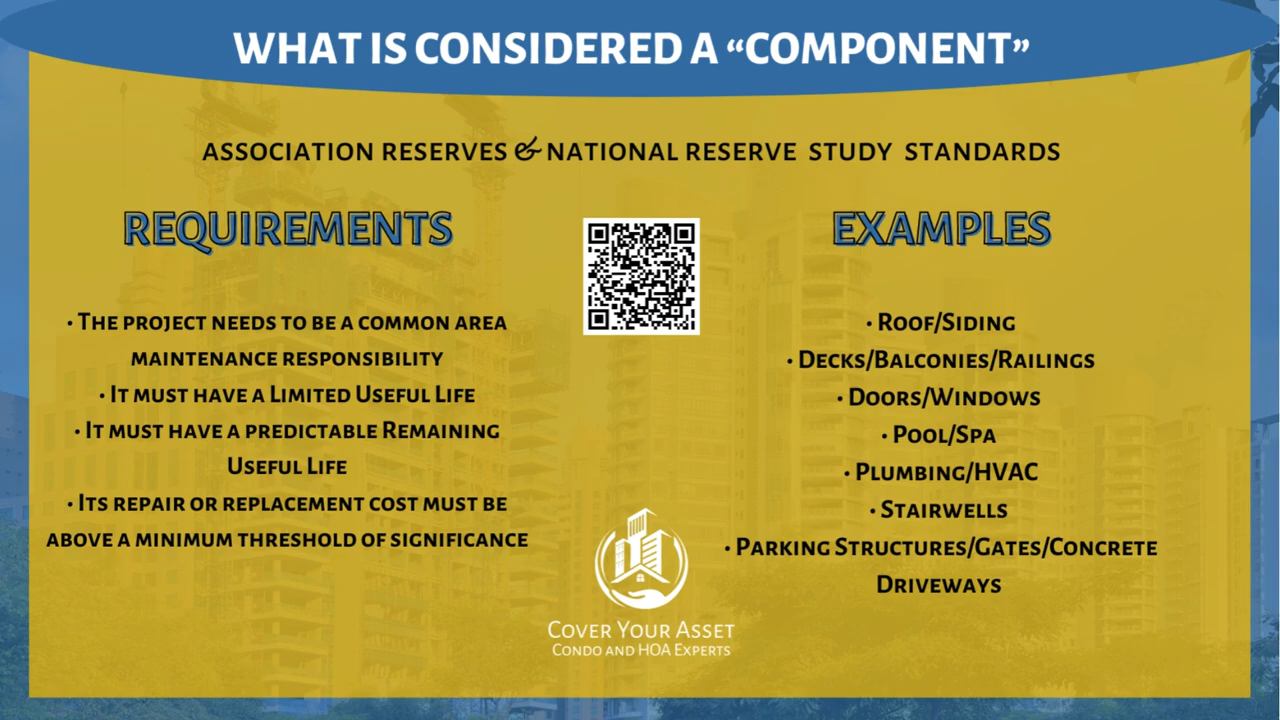 WHAT IS CONSIDERED A “COMPONENT”
ASSOCIATION RESERVES & NATIONAL RESERVE STUDY STANDARDS
REQUIREMENTS
• THE PROJECT NEEDS TO BE A COMMON AREA
MAINTENANCE RESPONSIBILITY
• IT MUST HAVE A LIMITED USEFUL LIFE
• IT MUST HAVE A PREDICTABLE REMAINING
USEFUL LIFE
• ITS REPAIR OR REPLACEMENT COST MUST BE
ABOVE A MINIMUM THRESHOLD OF SIGNIFICANCE
EXAMPLES
• ROOF/SIDING
• DECKS/BALCONIES/RAILINGS
• DOORS/WINDOWS
• POOL/SPA
• PLUMBING/HVAC
• STAIRWELLS
• PARKING STRUCTURES/GATES/CONCRETE
DRIVEWAYS
COVER YOUR ASSET
CONDO AND HOA EXPERTS